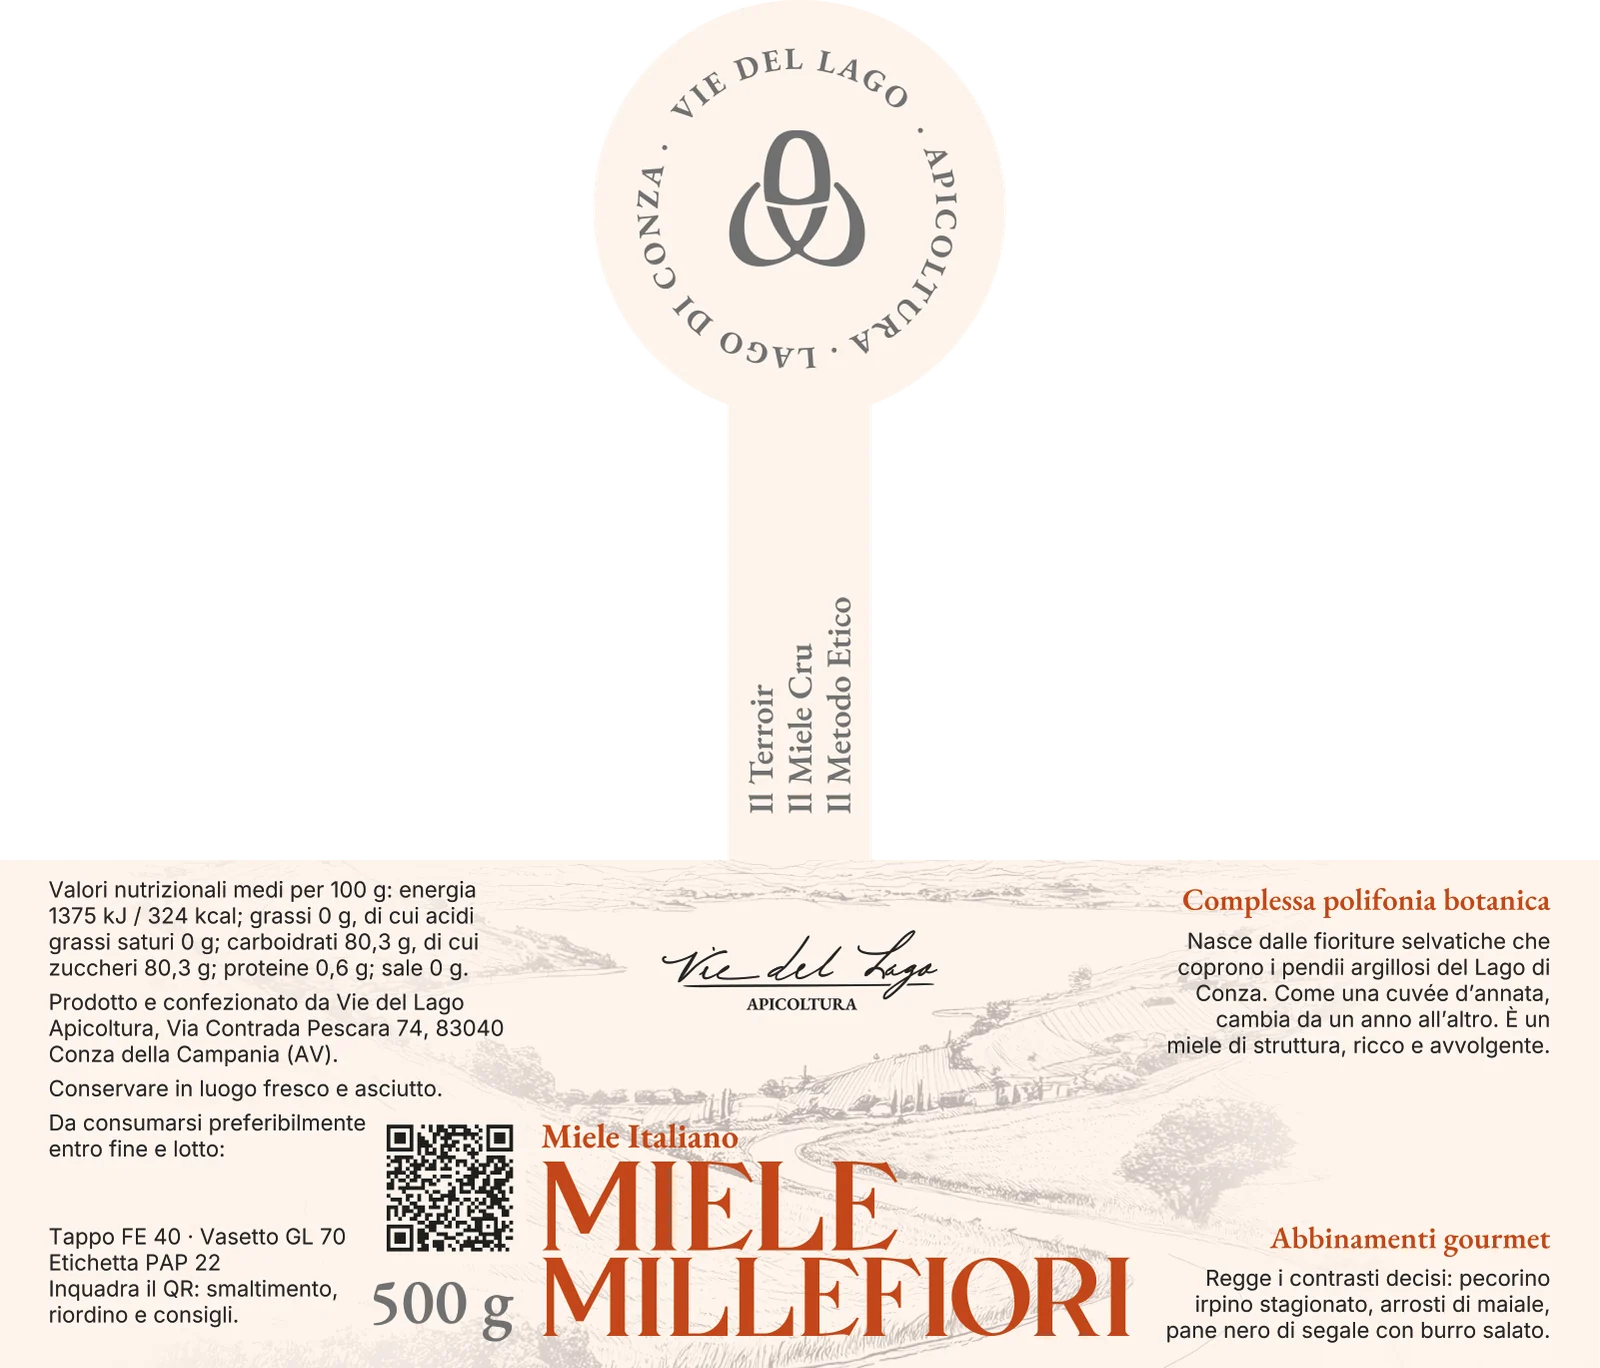 VIE DEL LAGO · APICOLTURA · LAGO DI CONZA ·
Il Terroir
Il Miele Cru
Il Metodo Etico
Valori nutrizionali medi per 100 g: energia
1375 kJ / 324 kcal; grassi 0 g, di cui acidi
grassi saturi 0 g; carboidrati 80,3 g, di cui
zuccheri 80,3 g; proteine 0,6 g; sale 0 g.
Prodotto e confezionato da Vie del Lago
Apicoltura, Via Contrada Pescara 74, 83040
Conza della Campania (AV).
Conservare in luogo fresco e asciutto.
Da consumarsi preferibilmente
entro fine e lotto:
Tappo FE 40 · Vasetto GL 70
Etichetta PAP 22
Inquadra il QR: smaltimento,
riordino e consigli.
500 g
Vie del Lago
APICOLTURA
Miele Italiano
MIELE
MILLEFIORI
Complessa polifonia botanica
Nasce dalle fioriture selvatiche che
coprono i pendii argillosi del Lago di
Conza. Come una cuvée d’annata,
cambia da un anno all’altro. È un
miele di struttura, ricco e avvolgente.
Abbinamenti gourmet
Regge i contrasti decisi: pecorino
irpino stagionato, arrosti di maiale,
pane nero di segale con burro salato.